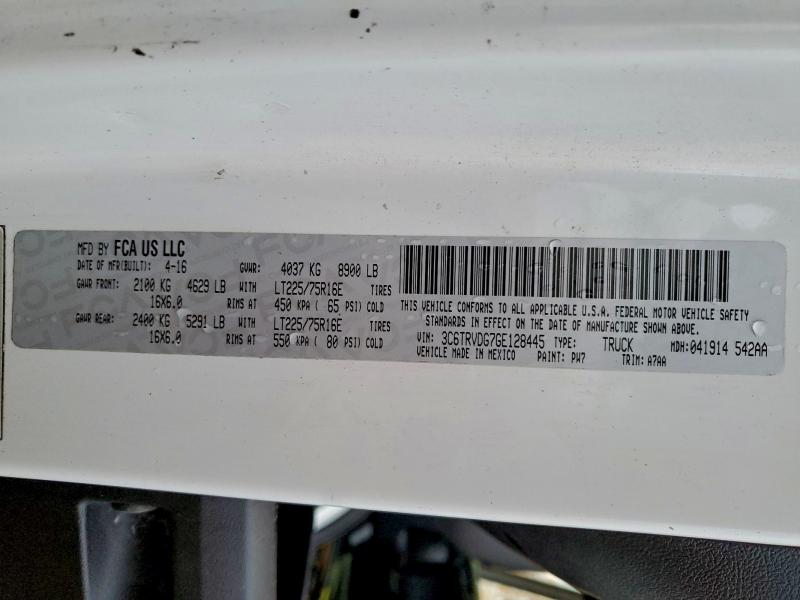 MFD BY FCA US LLC
DATE OF MFR(BUILT): 4-16 GVWR: 4037 KG 8900 LB
GAWR FRONT: 2100 KG 4629 LB WITH LT225/75R16E TIRES
16X6.0 RIMS AT 450 KPA ( 65 PSI) COLD
GAWR REAR: 2400 KG 5291 LB WITH LT225/75R16E TIRES
16X6.0 RIMS AT 550 KPA ( 80 PSI) COLD
THIS VEHICLE CONFORMS TO ALL APPLICABLE U.S.A. FEDERAL MOTOR VEHICLE SAFETY
STANDARDS IN EFFECT ON THE DATE OF MANUFACTURE SHOWN ABOVE.
VIN: 3C6TRVDG7GE128445 TYPE: TRUCK MDH:041914 542AA
VEHICLE MADE IN MEXICO PAINT: PW7 TRIM: A7AA